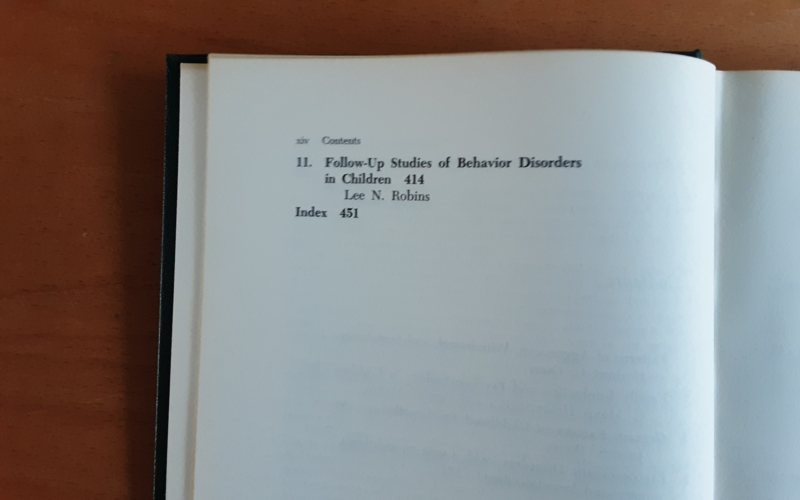 xiv Contents
11. Follow-Up Studies of Behavior Disorders
in Children 414
Lee N. Robins
Index 451